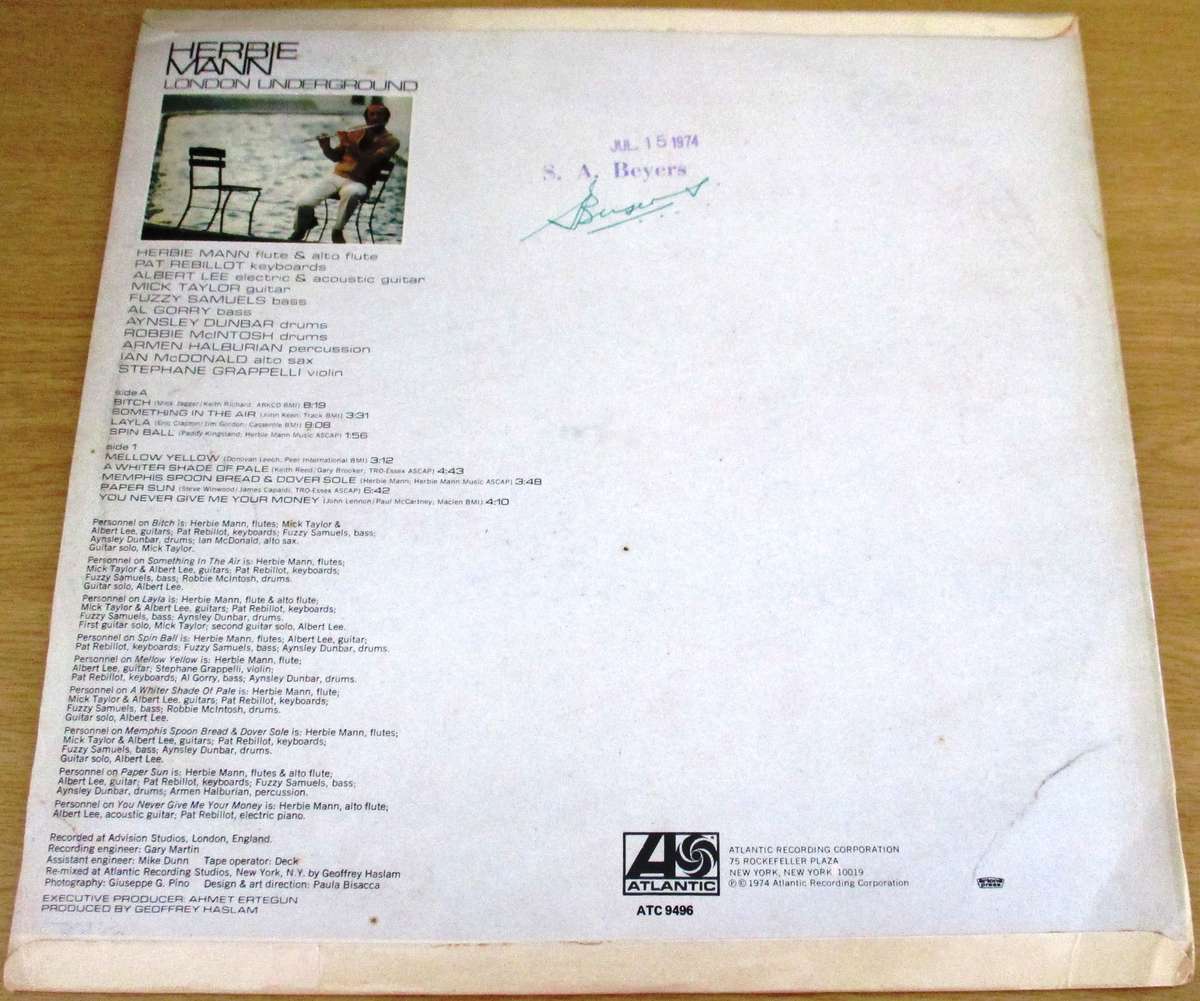 HERBIE
MANN
LONDON UNDERGROUND
JUL. 15 1974
S. A. Beyers
HERBIE MANN flute & alto flute
PAT REBILLOT keyboards
ALBERT LEE electric & acoustic guitar
MICK TAYLOR guitar
FUZZY SAMUELS bass
AL GORRY bass
AYNSLEY DUNBAR drums
ROBBIE McINTOSH drums
ARMEN HALBURIAN percussion
IAN McDONALD alto sax
STEPHANE GRAPPELLI violin
side A
BITCH (Mick Jagger/Keith Richard; ABKCO BMI) 8:19
SOMETHING IN THE AIR (John Keen; Track BMI) 3:31
LAYLA (Eric Clapton/Jim Gordon; Casserole BMI) 9:08
SPIN BALL (Paddy Kingsland; Herbie Mann Music ASCAP) 1:56
side 1
MELLOW YELLOW (Donovan Leech; Peer International BMI) 3:12
A WHITER SHADE OF PALE (Keith Reed/Gary Brooker; TRO-Essex ASCAP) 4:43
MEMPHIS SPOON BREAD & DOVER SOLE (Herbie Mann; Herbie Mann Music ASCAP) 3:48
PAPER SUN (Steve Winwood/James Capaldi; TRO-Essex ASCAP) 6:42
YOU NEVER GIVE ME YOUR MONEY (John Lennon/Paul McCartney; Maclen BMI) 4:10
Personnel on Bitch is: Herbie Mann, flutes; Mick Taylor &
Albert Lee, guitars; Pat Rebillot, keyboards; Fuzzy Samuels, bass;
Aynsley Dunbar, drums; Ian McDonald, alto sax.
Guitar solo, Mick Taylor.
Personnel on Something In The Air is: Herbie Mann, flutes;
Mick Taylor & Albert Lee, guitars; Pat Rebillot, keyboards;
Fuzzy Samuels, bass; Robbie McIntosh, drums.
Guitar solo, Albert Lee.
Personnel on Layla is: Herbie Mann, flute & alto flute;
Mick Taylor & Albert Lee, guitars; Pat Rebillot, keyboards;
Fuzzy Samuels, bass; Aynsley Dunbar, drums.
First guitar solo, Mick Taylor; second guitar solo, Albert Lee.
Personnel on Spin Ball is: Herbie Mann, flutes; Albert Lee, guitar;
Pat Rebillot, keyboards; Fuzzy Samuels, bass; Aynsley Dunbar, drums.
Personnel on Mellow Yellow is: Herbie Mann, flute;
Albert Lee, guitar; Stephane Grappelli, violin;
Pat Rebillot, keyboards; Al Gorry, bass; Aynsley Dunbar, drums.
Personnel on A Whiter Shade Of Pale is: Herbie Mann, flute;
Mick Taylor & Albert Lee, guitars; Pat Rebillot, keyboards;
Fuzzy Samuels, bass; Robbie McIntosh, drums.
Guitar solo, Albert Lee.
Personnel on Memphis Spoon Bread & Dover Sole is: Herbie Mann, flutes;
Mick Taylor & Albert Lee, guitars; Pat Rebillot, keyboards;
Fuzzy Samuels, bass; Aynsley Dunbar, drums.
Guitar solo, Albert Lee.
Personnel on Paper Sun is: Herbie Mann, flutes & alto flute;
Albert Lee, guitar; Pat Rebillot, keyboards; Fuzzy Samuels, bass;
Aynsley Dunbar, drums; Armen Halburian, percussion.
Personnel on You Never Give Me Your Money is: Herbie Mann, alto flute;
Albert Lee, acoustic guitar; Pat Rebillot, electric piano.
Recorded at Advision Studios, London, England.
Recording engineer: Gary Martin
Assistant engineer: Mike Dunn Tape operator: Deck
Re-mixed at Atlantic Recording Studios, New York, N.Y. by Geoffrey Haslam
Photography: Giuseppe G. Pino Design & art direction: Paula Bisacca
EXECUTIVE PRODUCER: AHMET ERTEGUN
PRODUCED BY GEOFFREY HASLAM
ATLANTIC
ATC 9496
ATLANTIC RECORDING CORPORATION
75 ROCKEFELLER PLAZA
NEW YORK, NEW YORK 10019
℗ © 1974 Atlantic Recording Corporation